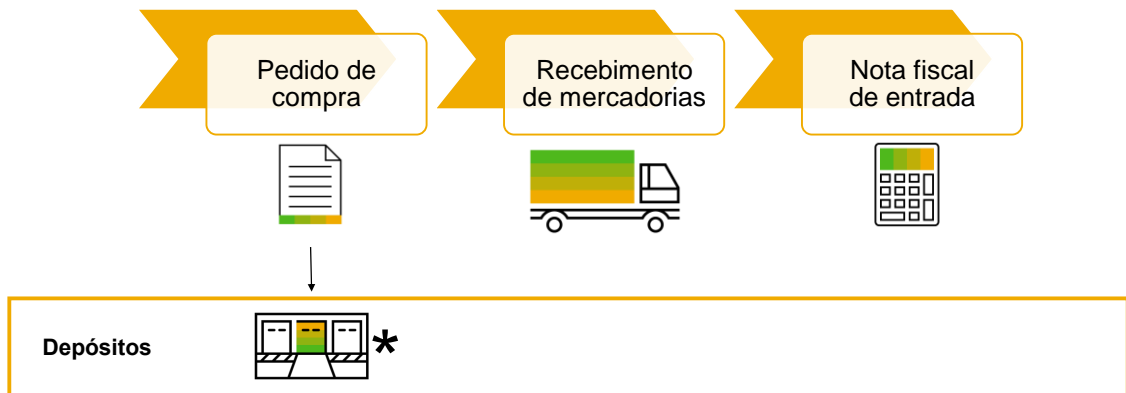 Pedido de
compra
Recebimento
de mercadorias
Nota fiscal
de entrada
Depósitos
*